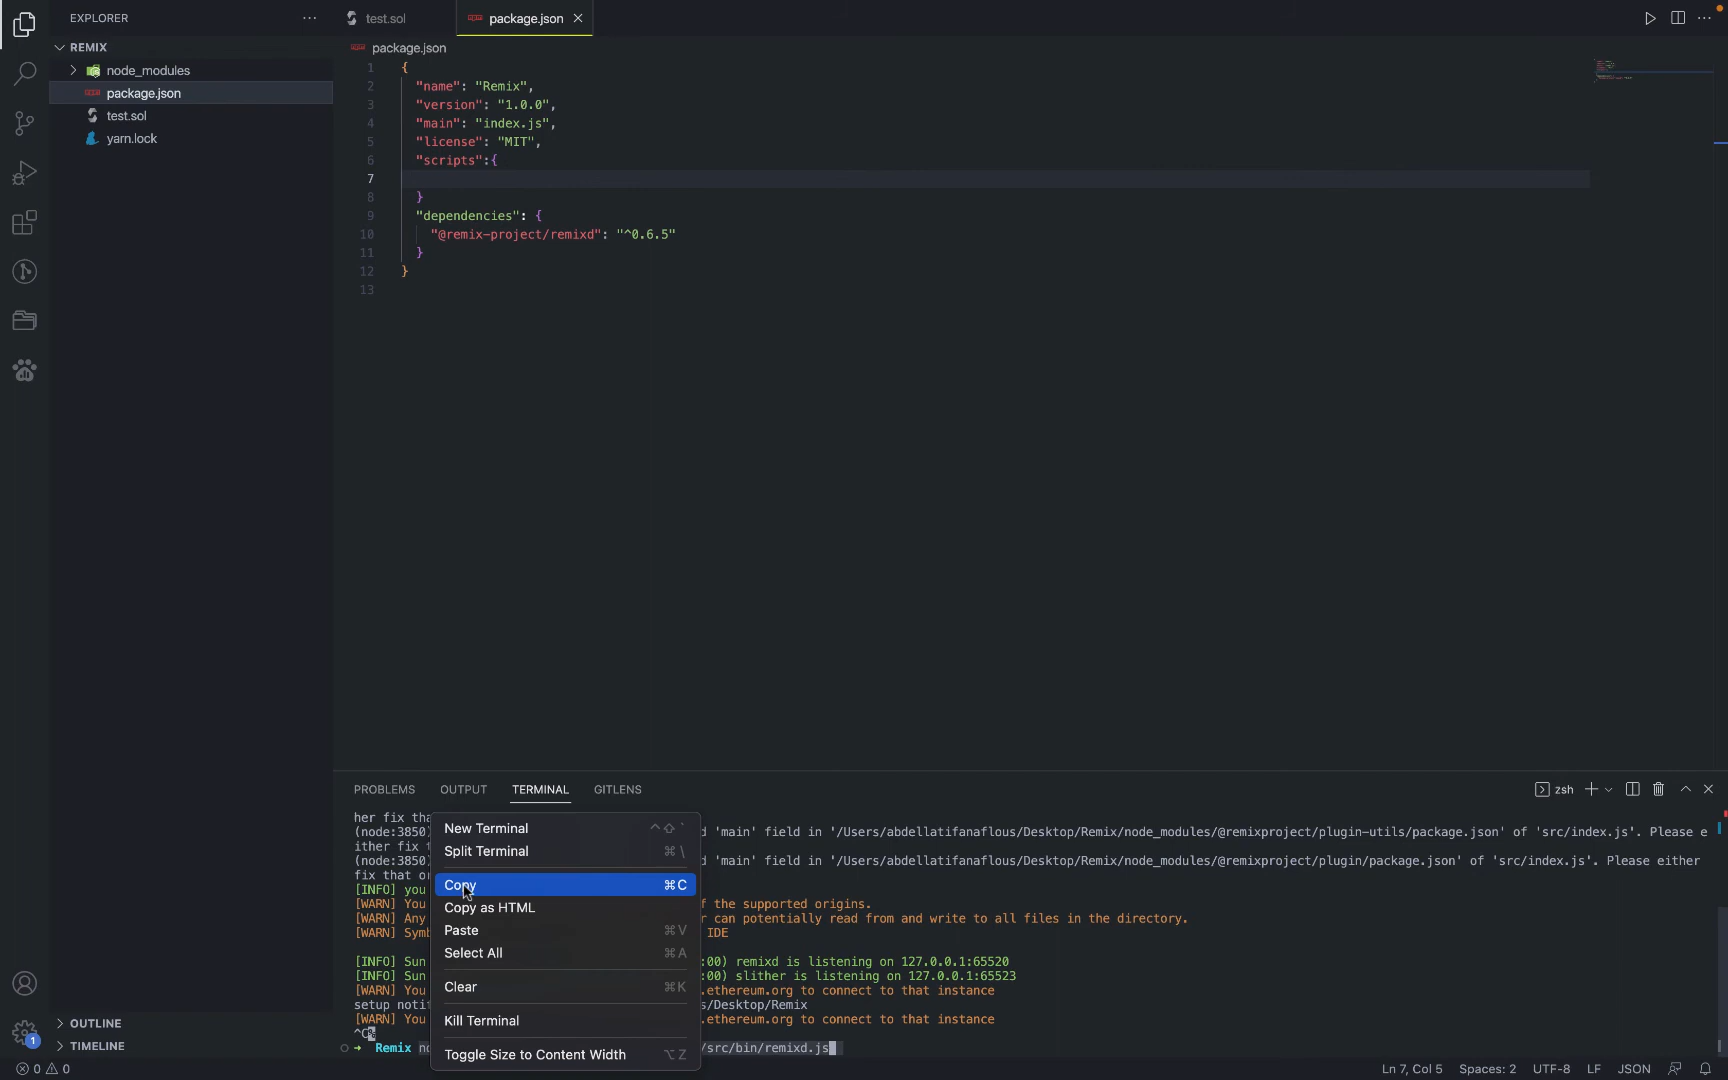 EXPLORER
test.sol
package.json
REMIX
package.json
node_modules
package.json
test.sol
yarn.lock
1 {
2 "name": "Remix",
3 "version": "1.0.0",
4 "main": "index.js",
5 "license": "MIT",
6 "scripts":{
7
8 }
9 "dependencies": {
10 "@remix-project/remixd": "^0.6.5"
11 }
12 }
13
PROBLEMS OUTPUT TERMINAL GITLENS
zsh
her fix tha
(node:3850) d 'main' field in '/Users/abdellatifanaflous/Desktop/Remix/node_modules/@remixproject/plugin-utils/package.json' of 'src/index.js'. Please e
ither fix t
(node:3850) d 'main' field in '/Users/abdellatifanaflous/Desktop/Remix/node_modules/@remixproject/plugin/package.json' of 'src/index.js'. Please either
fix that or
[INFO] you
[WARN] You f the supported origins.
[WARN] Any r can potentially read from and write to all files in the directory.
[WARN] Symb IDE
[INFO] Sun :00) remixd is listening on 127.0.0.1:65520
[INFO] Sun :00) slither is listening on 127.0.0.1:65523
[WARN] You .ethereum.org to connect to that instance
setup notif s/Desktop/Remix
[WARN] You .ethereum.org to connect to that instance
^C
Remix no /src/bin/remixd.js
New Terminal ^⇧`
Split Terminal ⌘\
Copy ⌘C
Copy as HTML
Paste ⌘V
Select All ⌘A
Clear ⌘K
Kill Terminal
Toggle Size to Content Width ⌥Z
OUTLINE
TIMELINE
1
0 0
Ln 7, Col 5 Spaces: 2 UTF-8 LF JSON